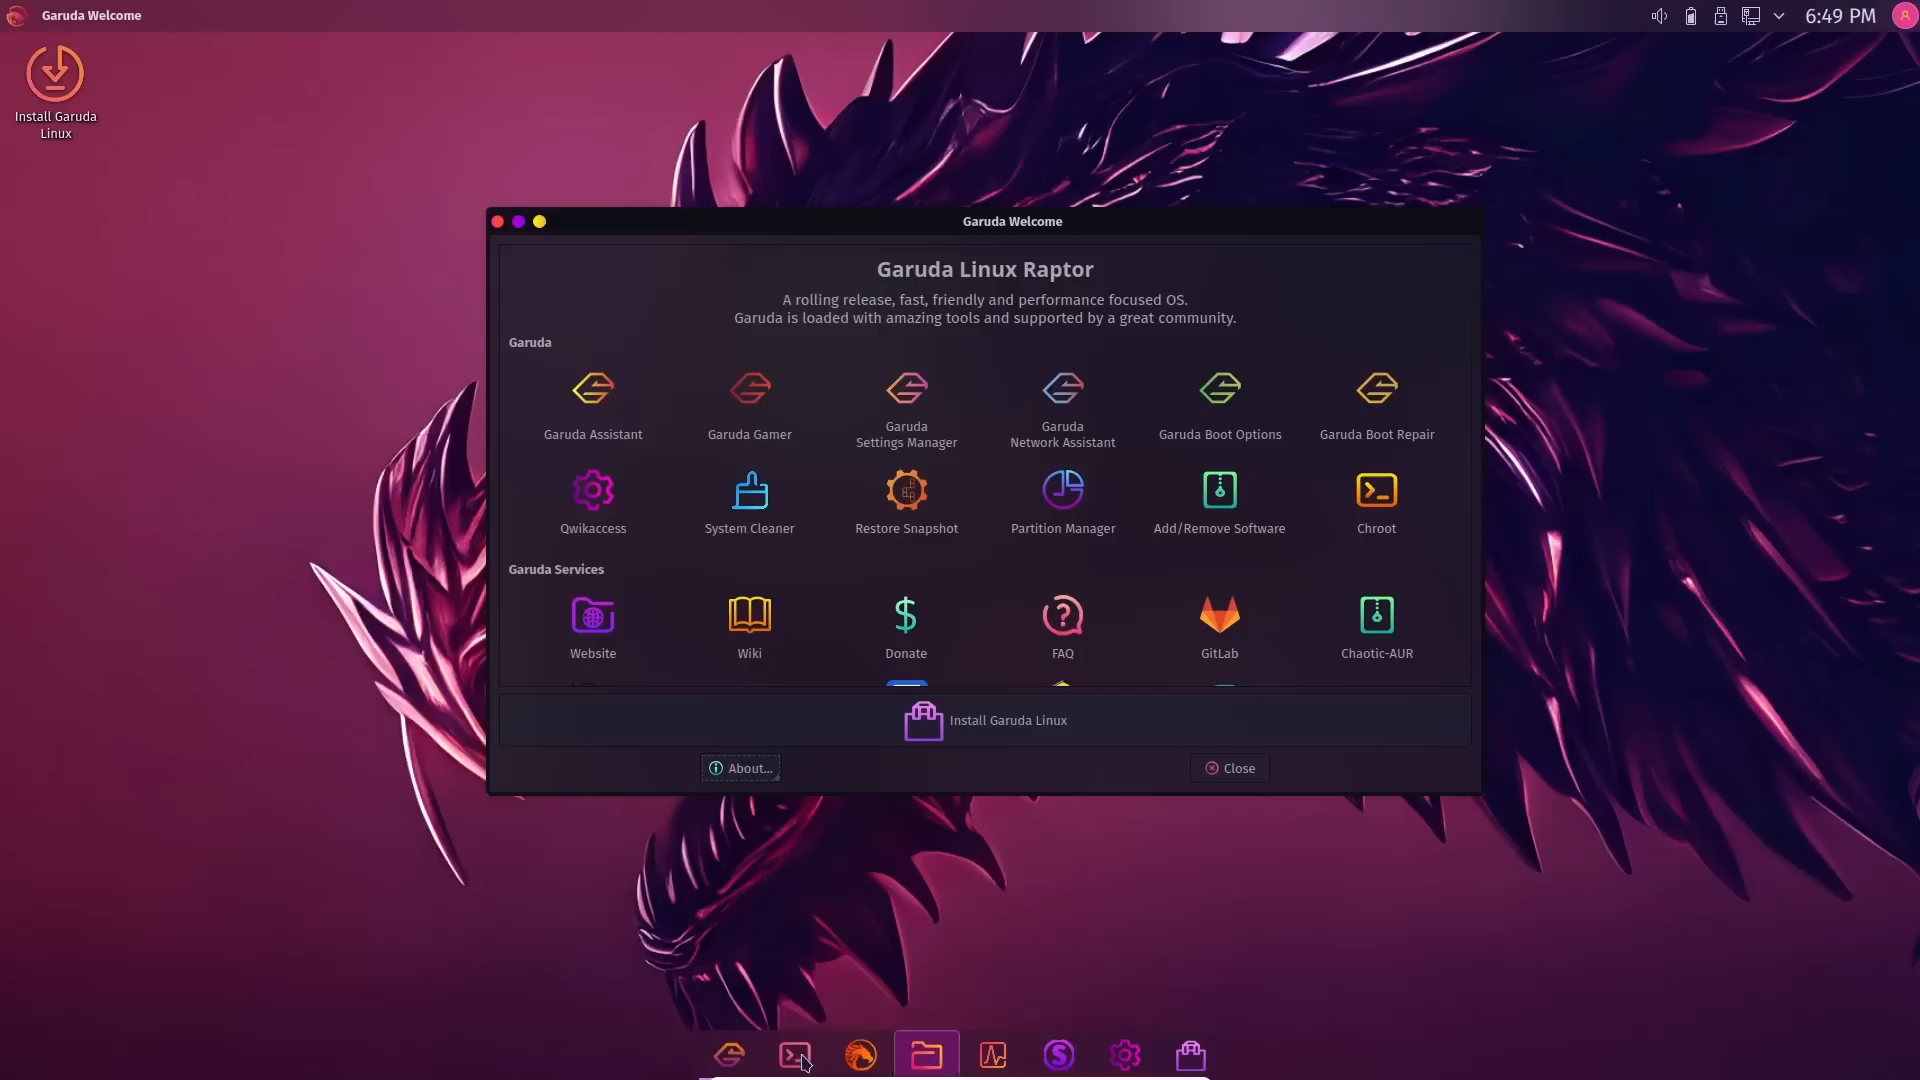 Garuda Welcome
6:49 PM
Install Garuda
Linux
Garuda Welcome
Garuda Linux Raptor
A rolling release, fast, friendly and performance focused OS.
Garuda is loaded with amazing tools and supported by a great community.
Garuda
Garuda Assistant
Garuda Gamer
Garuda
Settings Manager
Garuda
Network Assistant
Garuda Boot Options
Garuda Boot Repair
Qwikaccess
System Cleaner
Restore Snapshot
Partition Manager
Add/Remove Software
Chroot
Garuda Services
Website
Wiki
Donate
FAQ
GitLab
Chaotic-AUR
Install Garuda Linux
About...
Close